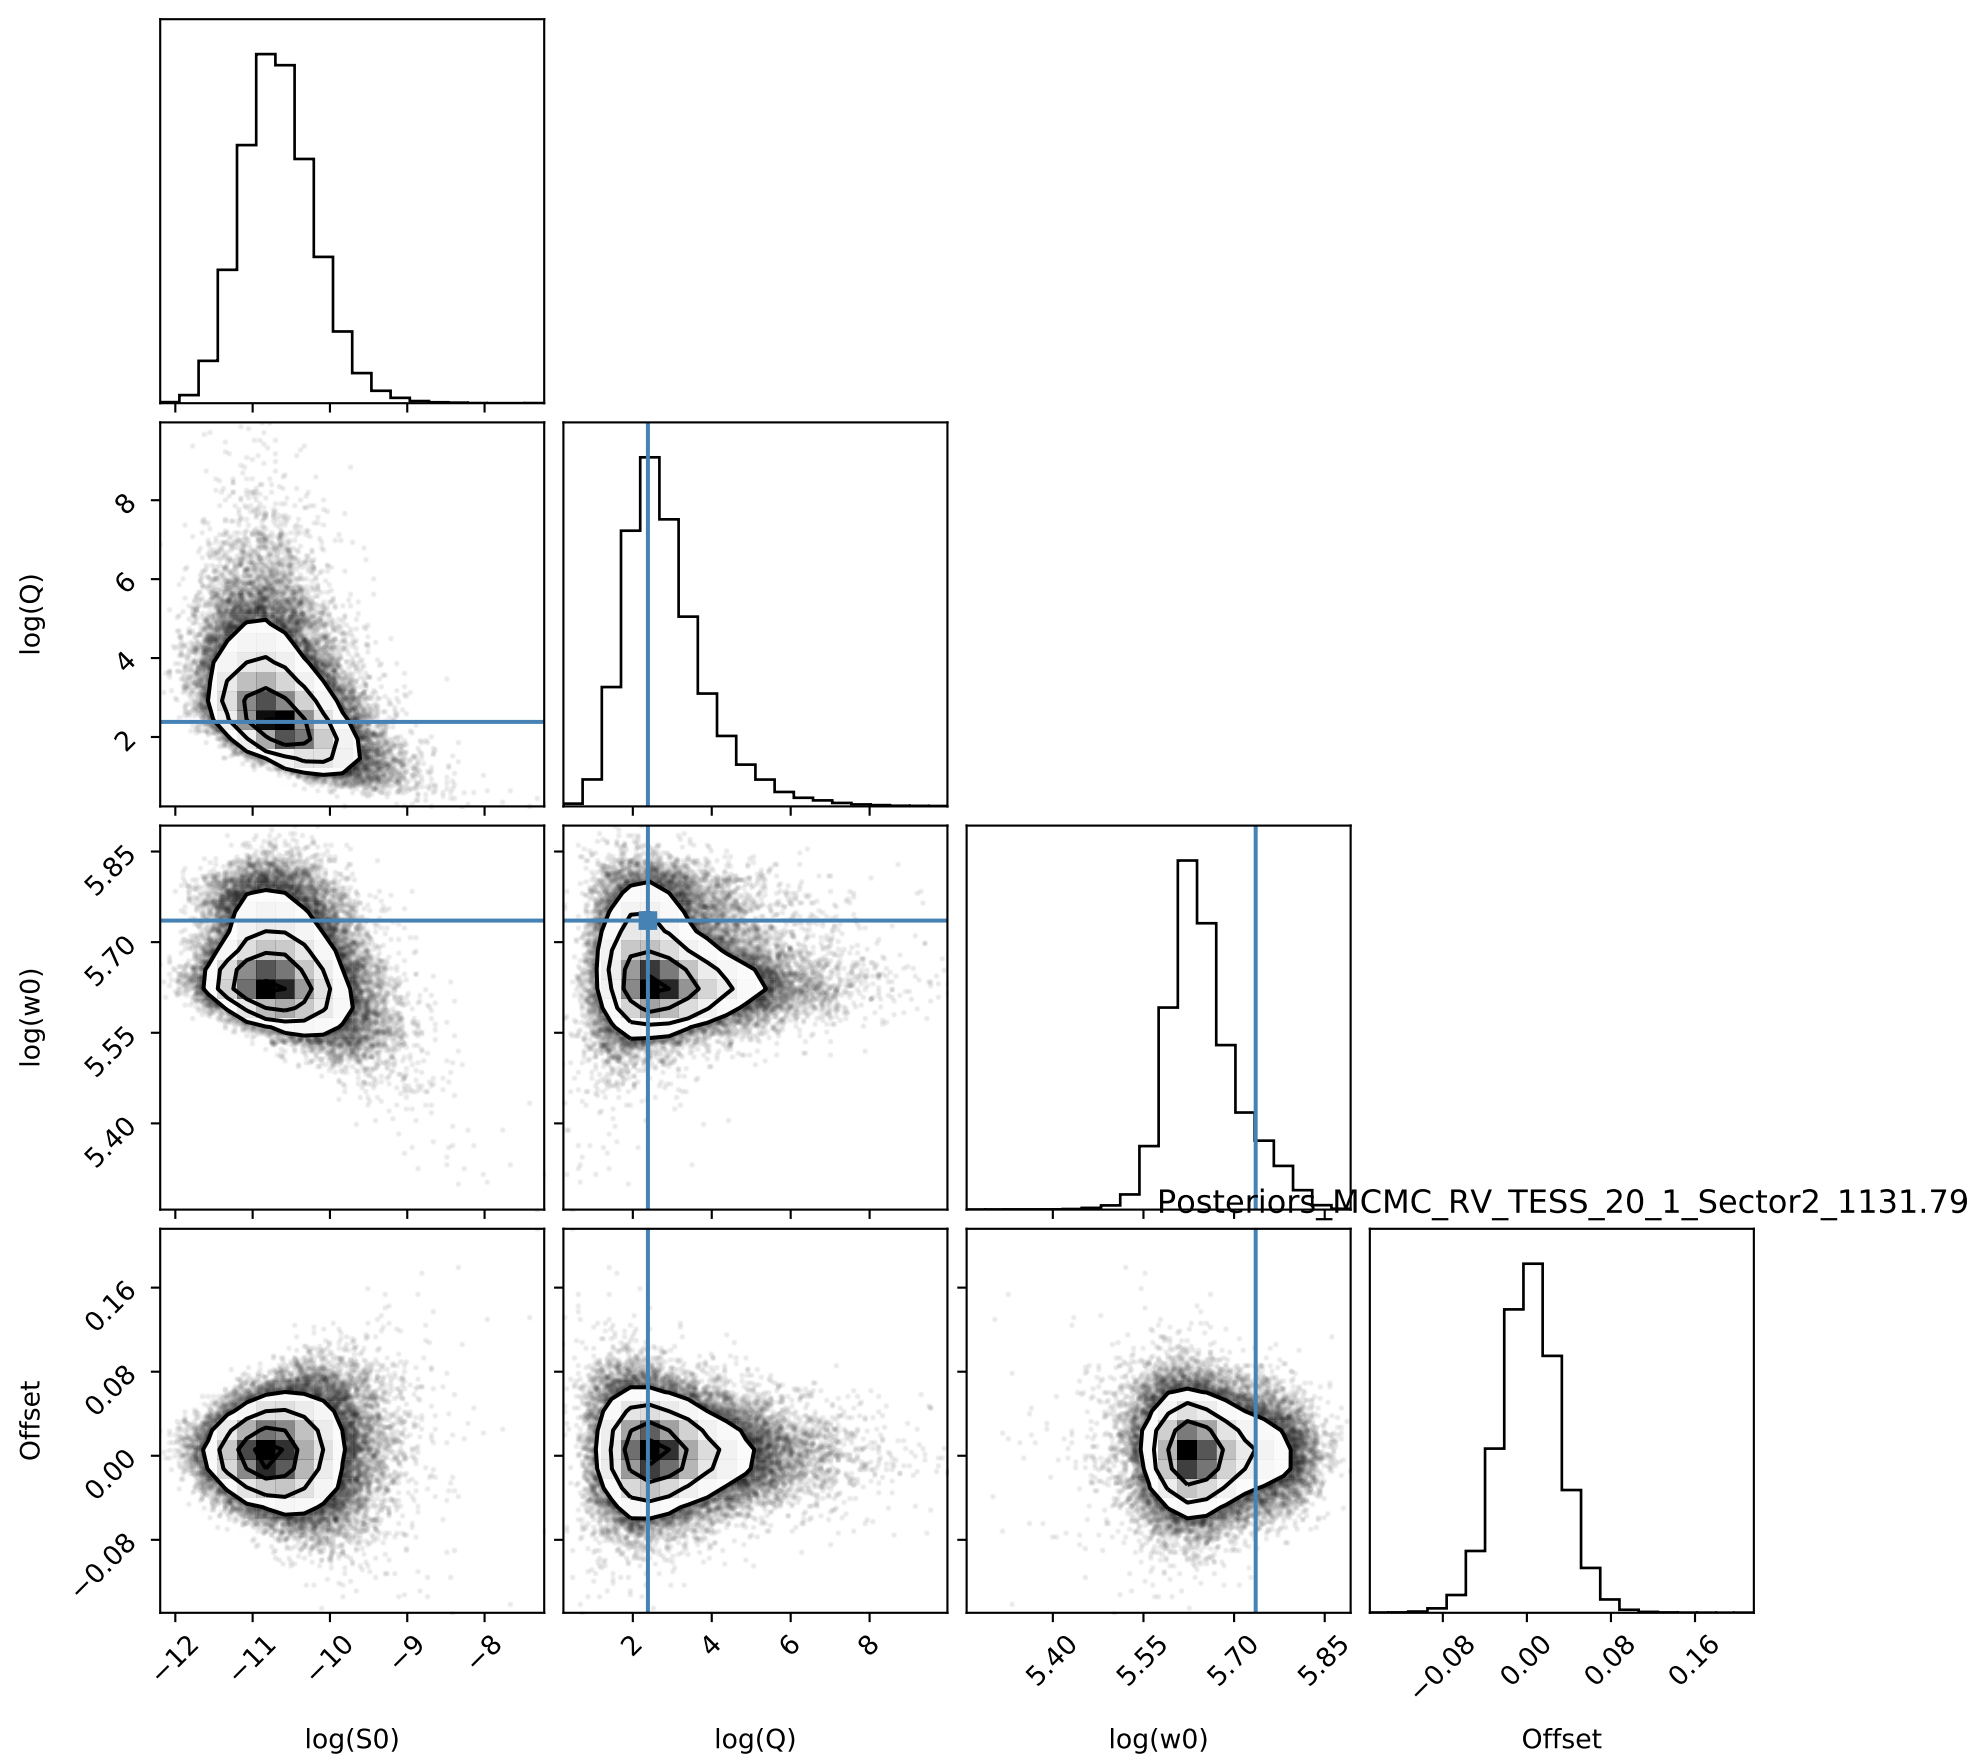 log(Q)
8
6
4
2
log(w0)
5.85
5.70
5.55
5.40
Posteriors_MCMC_RV_TESS_20_1_Sector2_1131.79
Offset
0.16
0.08
0.00
−0.08
−12 −11 −10 −9 −8
2 4 6 8
5.40 5.55 5.70 5.85
−0.08 0.00 0.08 0.16
log(S0) log(Q) log(w0) Offset